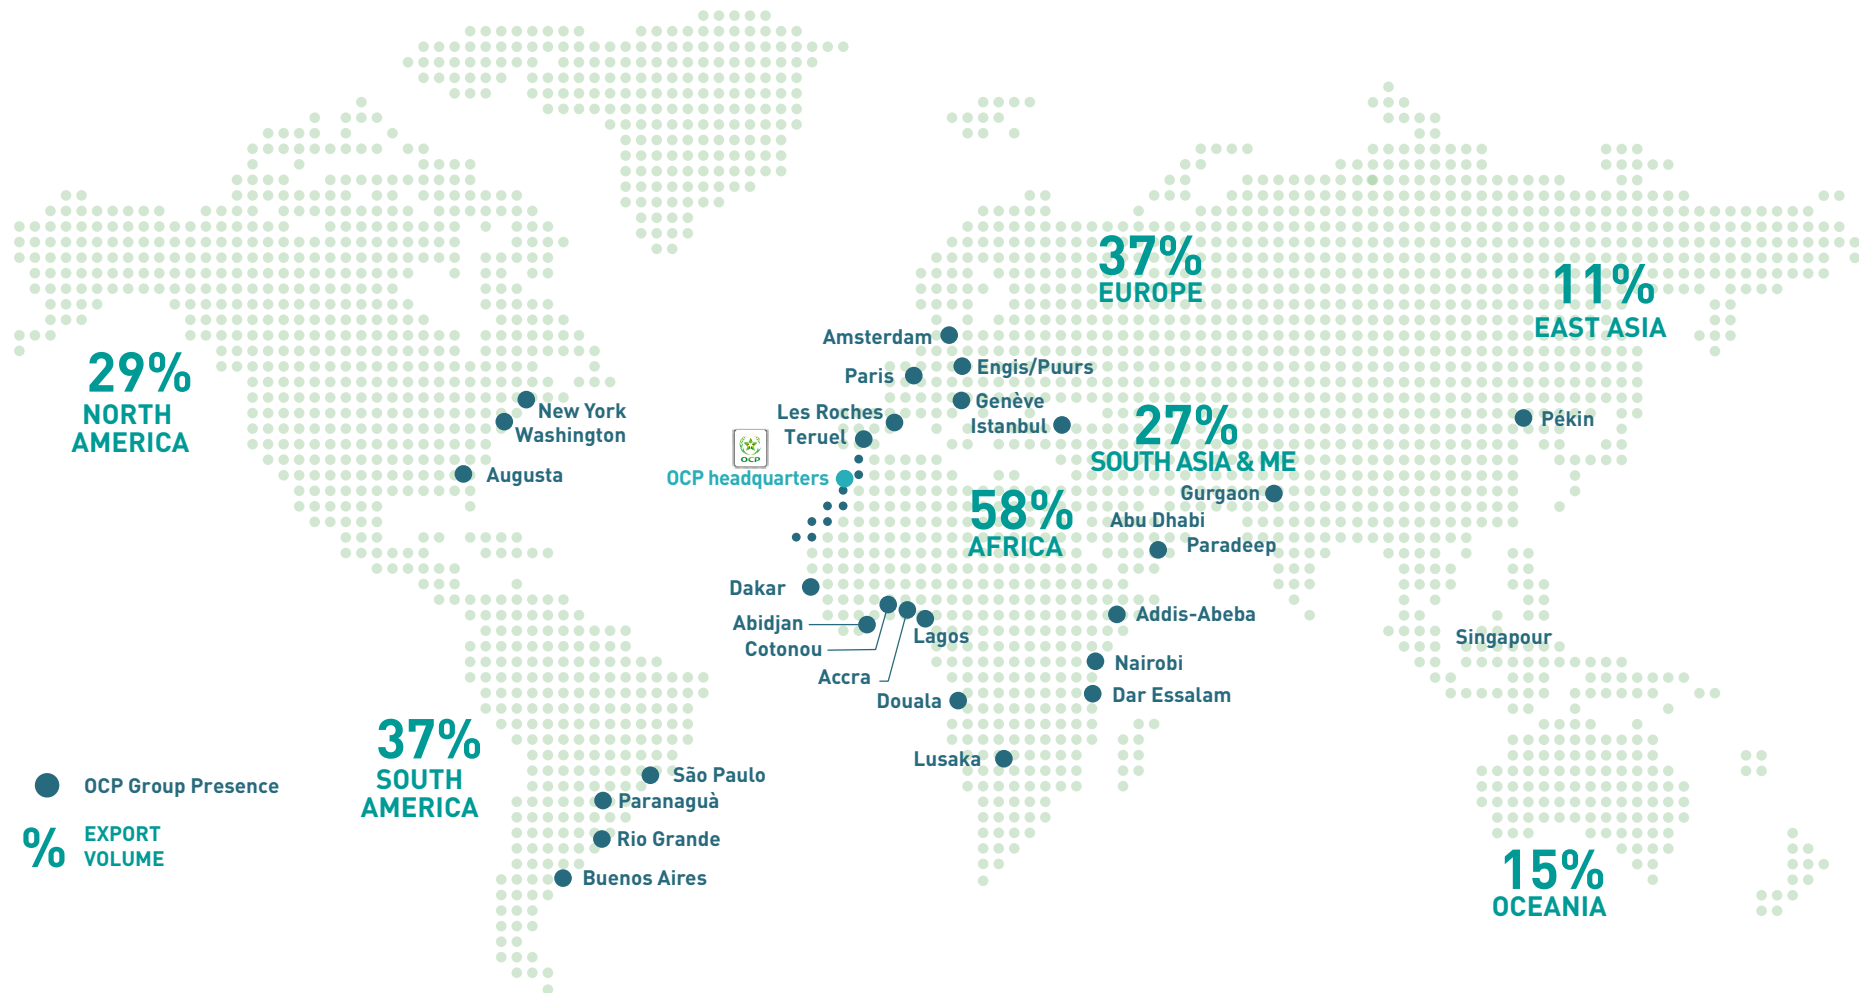 37%
EUROPE
11%
EAST ASIA
Amsterdam
Engis/Puurs
Paris
29%
NORTH
AMERICA
New York
Washington
Augusta
Les Roches
Genève
Teruel
Istanbul
27%
SOUTH ASIA & ME
Pékin
OCP
OCP headquarters
58%
AFRICA
Gurgaon
Abu Dhabi
Paradeep
Dakar
Abidjan
Cotonou
Accra
Lagos
Addis-Abeba
Singapour
Nairobi
Douala
Dar Essalam
Lusaka
37%
SOUTH
AMERICA
São Paulo
Paranaguà
Rio Grande
Buenos Aires
OCP Group Presence
% EXPORT
VOLUME
15%
OCEANIA